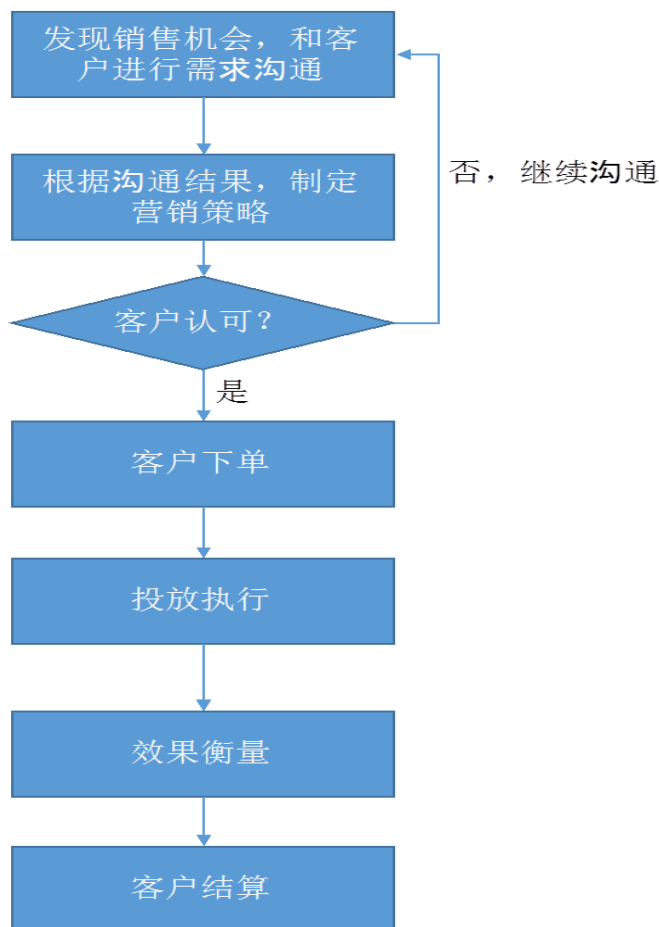 发现销售机会，和客
户进行需求沟通
否，继续沟通
根据沟通结果，制定
营销策略
客户认可？
是
客户下单
投放执行
效果衡量
客户结算